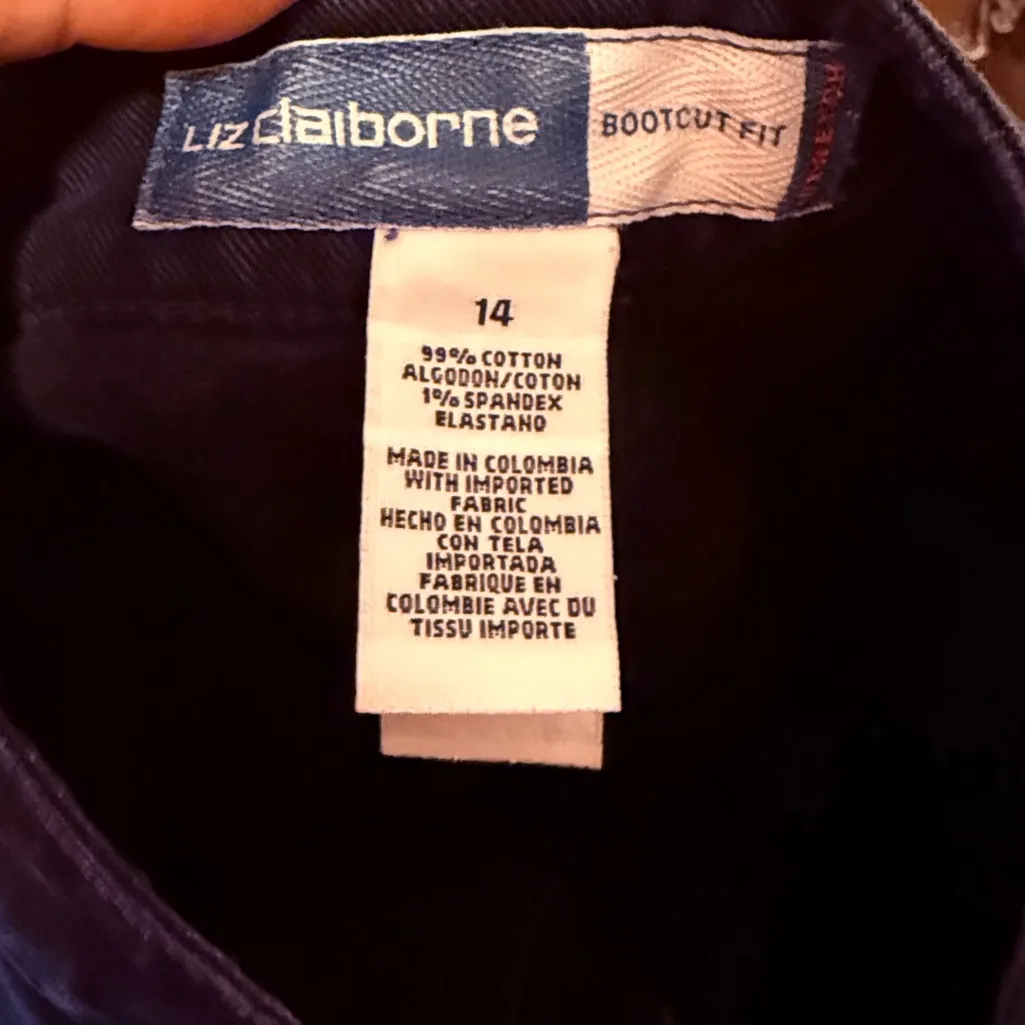 LIZ claiborne
BOOTCUT FIT
14
99% COTTON
ALGODON/COTON
1% SPANDEX
ELASTANO
MADE IN COLOMBIA
WITH IMPORTED
FABRIC
HECHO EN COLOMBIA
CON TELA
IMPORTADA
FABRIQUE EN
COLOMBIE AVEC DU
TISSU IMPORTE